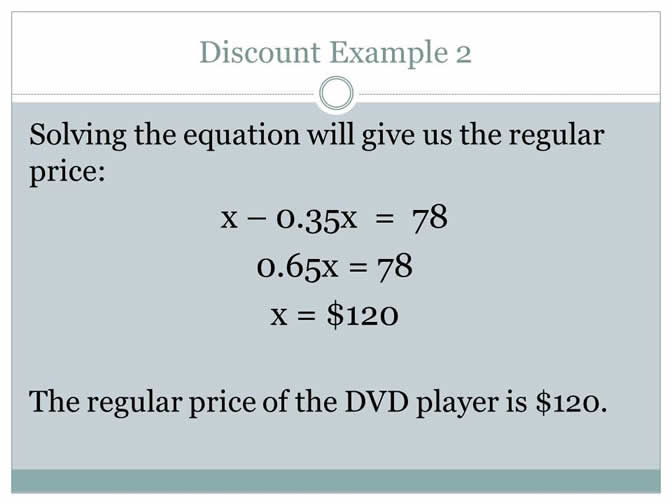 Discount Example 2
Solving the equation will give us the regular
price:
x – 0.35x = 78
0.65x = 78
x = $120
The regular price of the DVD player is $120.